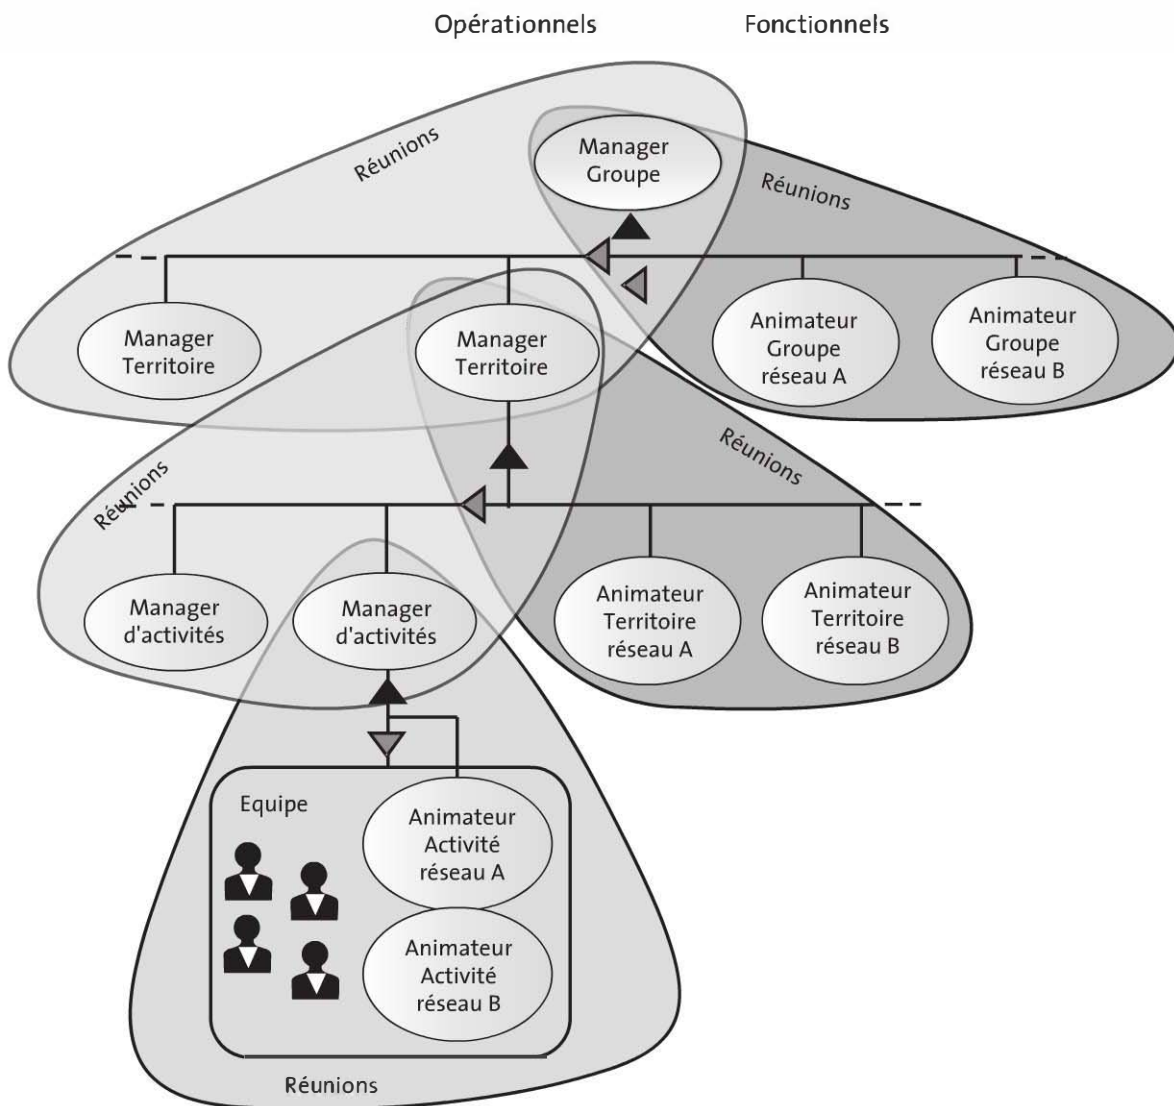 Opérationnels
Fonctionnels
Réunions
Manager
Groupe
Réunions
Manager
Territoire
Manager
Territoire
Animateur
Groupe
réseau A
Animateur
Groupe
réseau B
Réunions
Réunions
Manager
d'activités
Manager
d'activités
Animateur
Territoire
réseau A
Animateur
Territoire
réseau B
Equipe
Animateur
Activité
réseau A
Animateur
Activité
réseau B
Réunions